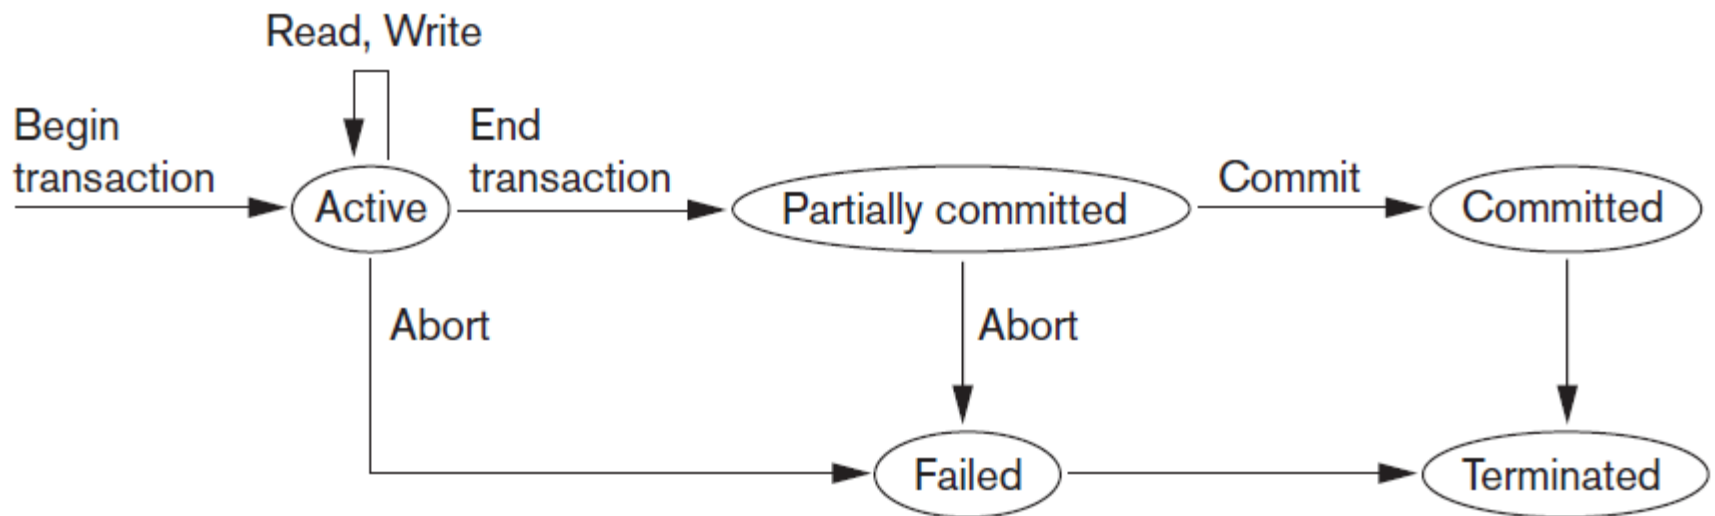 Read, Write
Begin
transaction
End
transaction
Active
Partially committed
Commit
Committed
Abort
Abort
Failed
Terminated